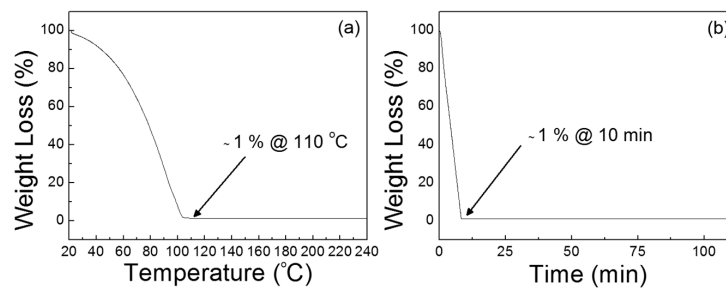 (a)
100
80
60
40
20
0
Weight Loss (%)
~1 % @ 110 °C
20 40 60 80 100 120 140 160 180 200 220 240
Temperature (°C)
(b)
100
80
60
40
20
0
Weight Loss (%)
~1 % @ 10 min
0 25 50 75 100
Time (min)